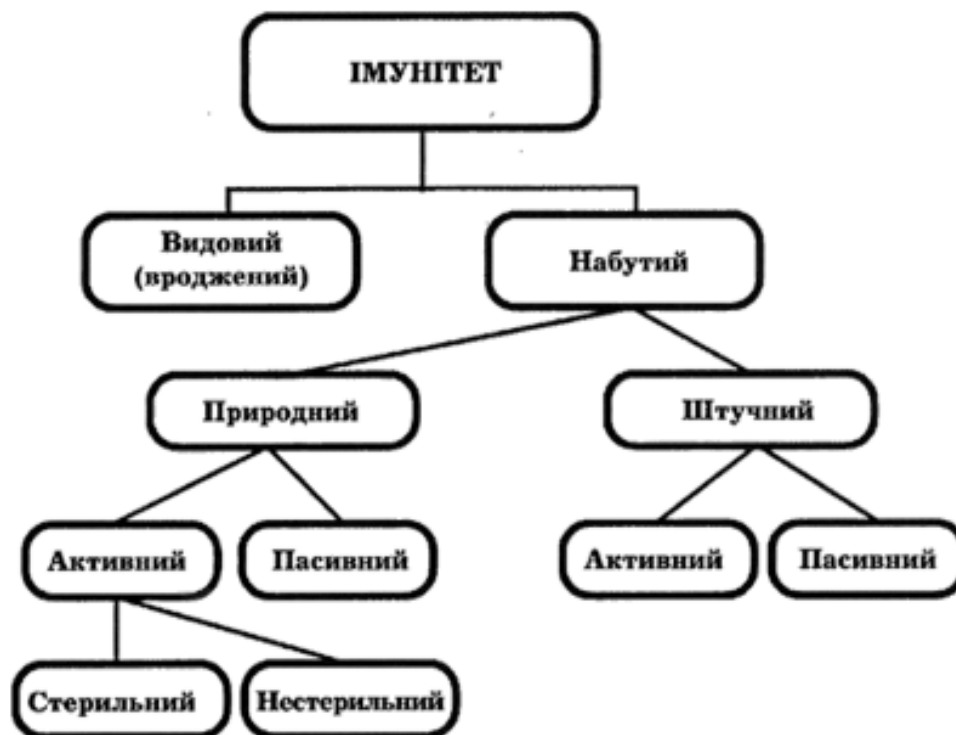 ІМУНІТЕТ
Видовий
(вроджений)
Набутий
Природний
Штучний
Активний
Пасивний
Активний
Пасивний
Стерильний
Нестерильний